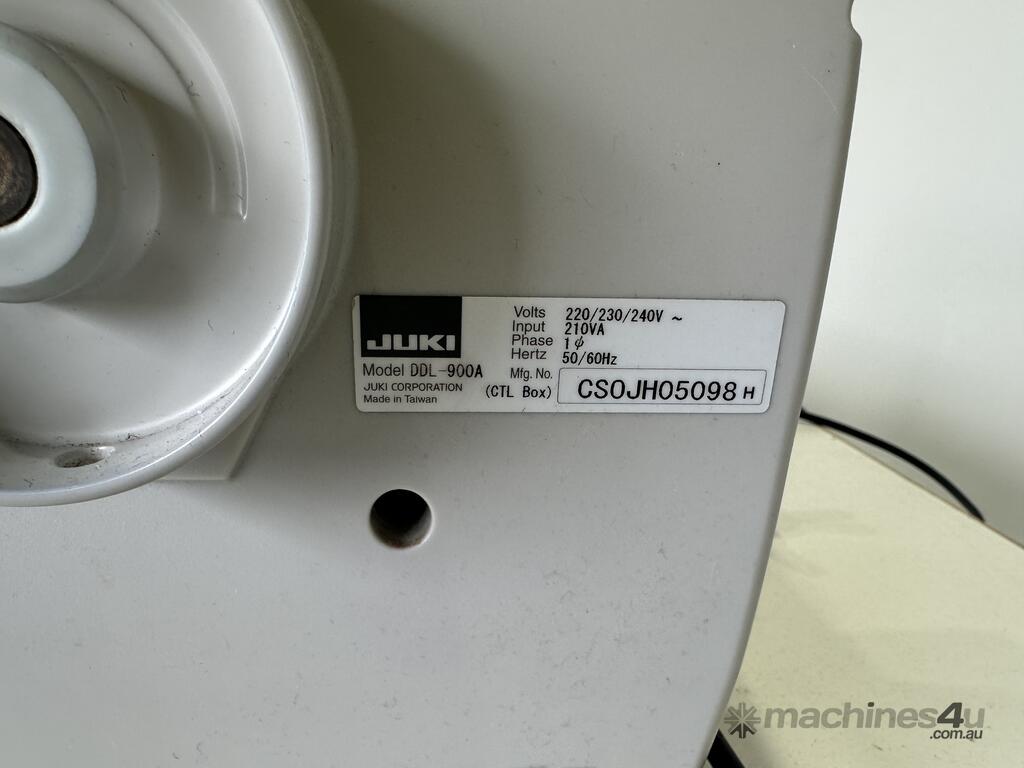 JUKI
Model DDL-900A
JUKI CORPORATION
Made in Taiwan
Volts 220/230/240V ~
Input 210VA
Phase 1φ
Hertz 50/60Hz
Mfg. No.
(CTL Box) CS0JH05098 H
machines4u
.com.au